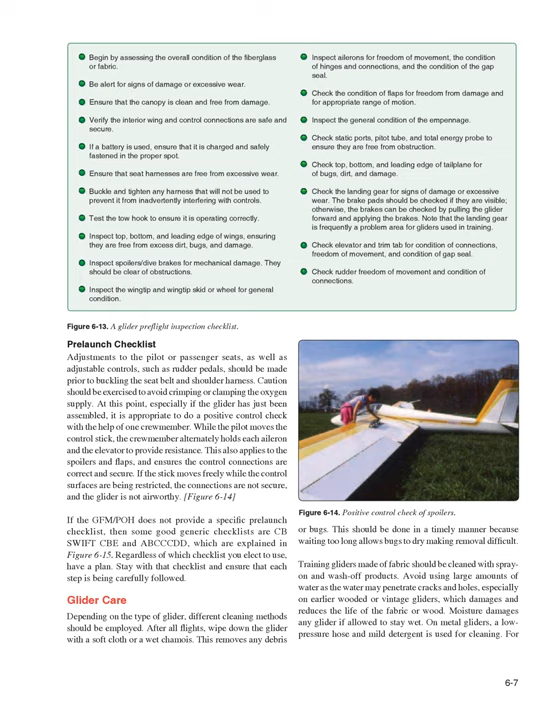 Begin by assessing the overall condition of the fiberglass
or fabric.
Be alert for signs of damage or excessive wear.
Ensure that the canopy is clean and free from damage.
Verify the interior wing and control connections are safe and
secure.
If a battery is used, ensure that it is charged and safely
fastened in the proper spot.
Ensure that seat harnesses are free from excessive wear.
Buckle and tighten any harness that will not be used to
prevent it from inadvertently interfering with controls.
Test the tow hook to ensure it is operating correctly.
Inspect top, bottom, and leading edge of wings, ensuring
they are free from excess dirt, bugs, and damage.
Inspect spoilers/dive brakes for mechanical damage. They
should be clear of obstructions.
Inspect the wingtip and wingtip skid or wheel for general
condition.
Inspect ailerons for freedom of movement, the condition
of hinges and connections, and the condition of the gap
seal.
Check the condition of flaps for freedom from damage and
for appropriate range of motion.
Inspect the general condition of the empennage.
Check static ports, pitot tube, and total energy probe to
ensure they are free from obstruction.
Check top, bottom, and leading edge of tailplane for
of bugs, dirt, and damage.
Check the landing gear for signs of damage or excessive
wear. The brake pads should be checked if they are visible;
otherwise, the brakes can be checked by pulling the glider
forward and applying the brakes. Note that the landing gear
is frequently a problem area for gliders used in training.
Check elevator and trim tab for condition of connections,
freedom of movement, and condition of gap seal.
Check rudder freedom of movement and condition of
connections.
Figure 6-13. A glider preflight inspection checklist.
Prelaunch Checklist
Adjustments to the pilot or passenger seats, as well as
adjustable controls, such as rudder pedals, should be made
prior to buckling the seat belt and shoulder harness. Caution
should be exercised to avoid crimping or clamping the oxygen
supply. At this point, especially if the glider has just been
assembled, it is appropriate to do a positive control check
with the help of one crewmember. While the pilot moves the
control stick, the crewmember alternately holds each aileron
and the elevator to provide resistance. This also applies to the
spoilers and flaps, and ensures the control connections are
correct and secure. If the stick moves freely while the control
surfaces are being restricted, the connections are not secure,
and the glider is not airworthy. [Figure 6-14]
If the GFM/POH does not provide a specific prelaunch
checklist, then some good generic checklists are CB
SWIFT CBE and ABCCCDD, which are explained in
Figure 6-15. Regardless of which checklist you elect to use,
have a plan. Stay with that checklist and ensure that each
step is being carefully followed.
Glider Care
Depending on the type of glider, different cleaning methods
should be employed. After all flights, wipe down the glider
with a soft cloth or a wet chamois. This removes any debris
Figure 6-14. Positive control check of spoilers.
or bugs. This should be done in a timely manner because
waiting too long allows bugs to dry making removal difficult.
Training gliders made of fabric should be cleaned with spray-
on and wash-off products. Avoid using large amounts of
water as the water may penetrate cracks and holes, especially
on earlier wooded or vintage gliders, which damages and
reduces the life of the fabric or wood. Moisture damages
any glider if allowed to stay wet. On metal gliders, a low-
pressure hose and mild detergent is used for cleaning. For
6-7